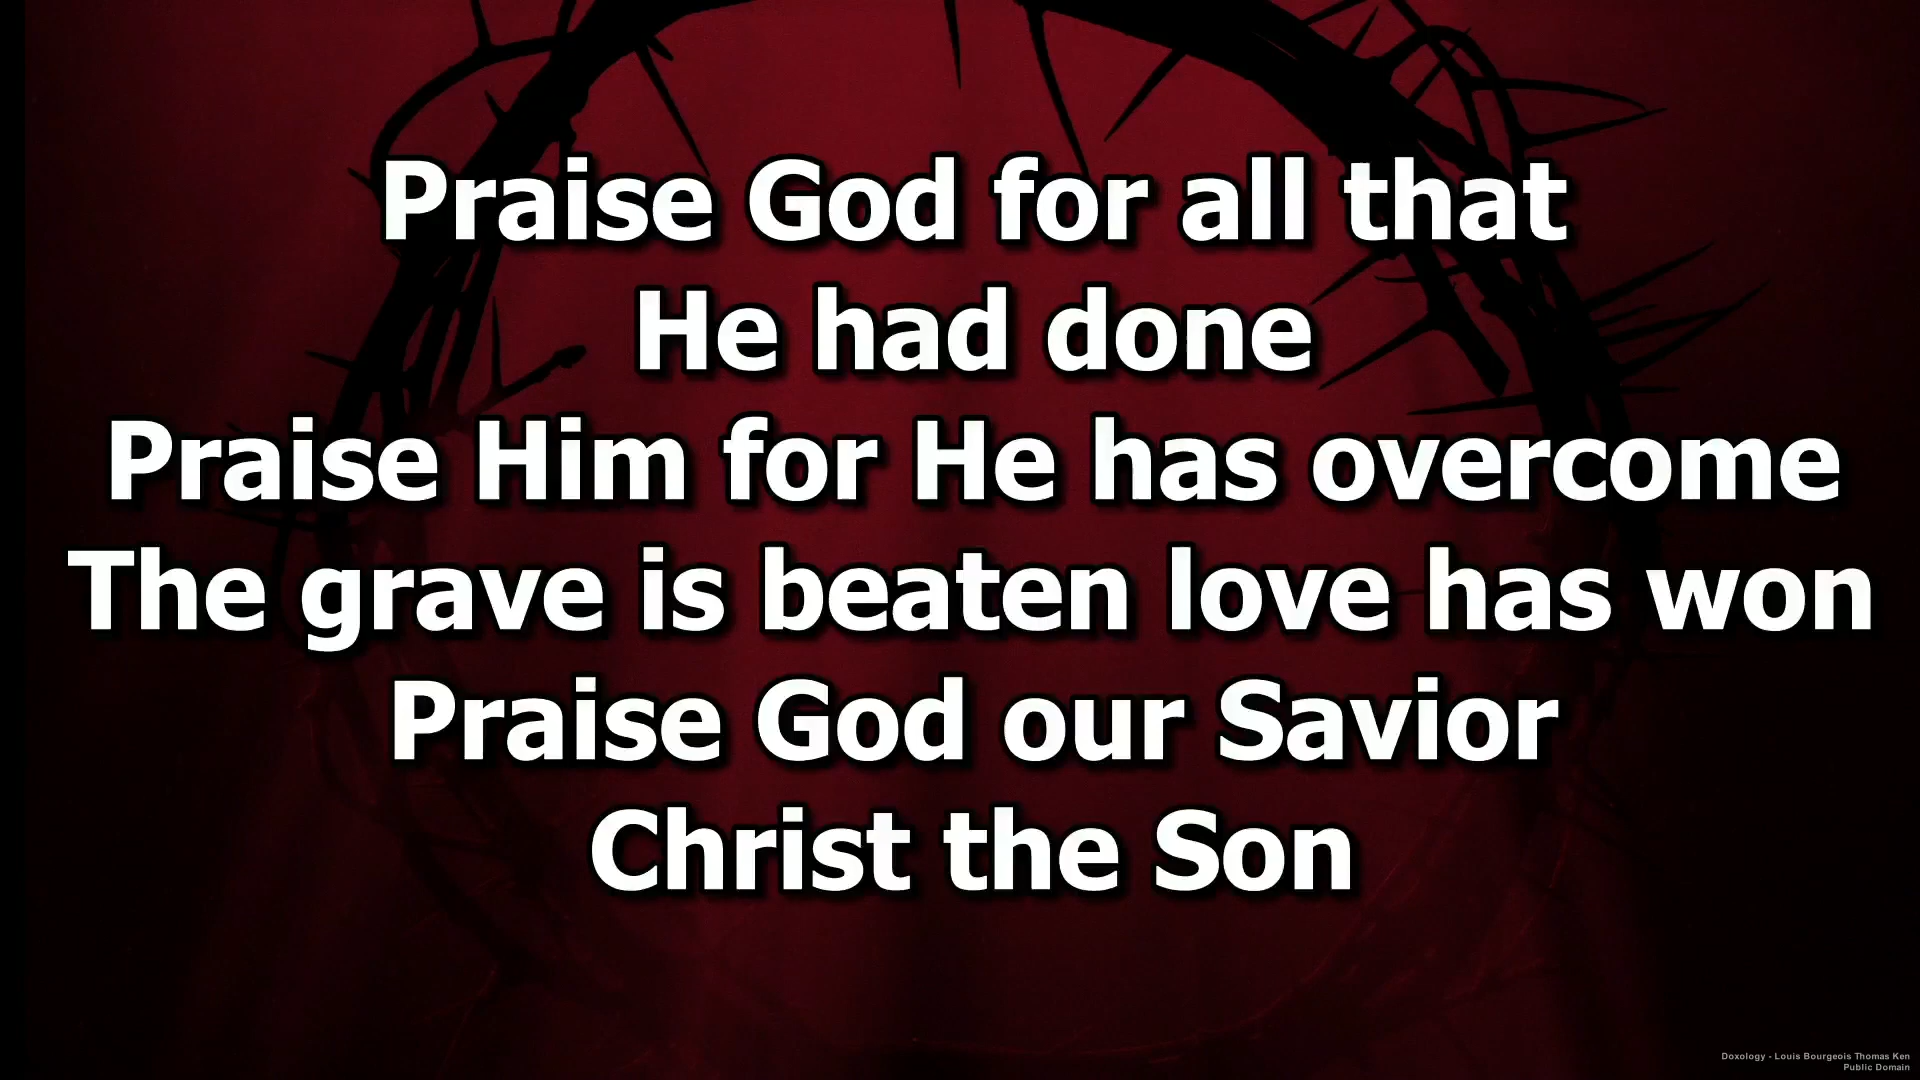 Praise God for all that
He had done
Praise Him for He has overcome
The grave is beaten love has won
Praise God our Savior
Christ the Son
Doxology - Louis Bourgeois Thomas Ken
Public Domain